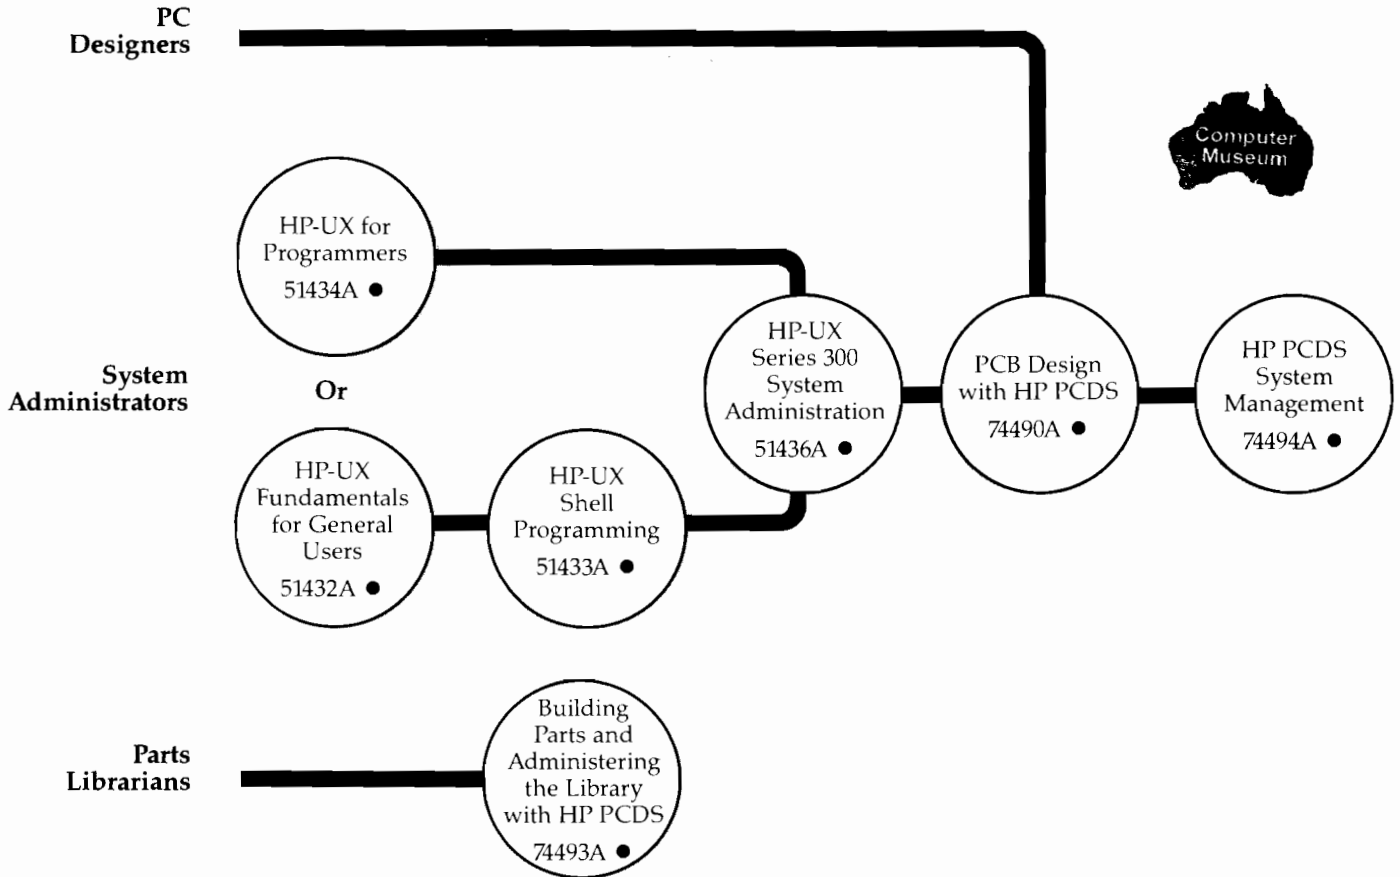 PC
Designers
Computer
Museum
HP-UX for
Programmers
51434A ●
System
Administrators
Or
HP-UX
Fundamentals
for General
Users
51432A ●
HP-UX
Shell
Programming
51433A ●
HP-UX
Series 300
System
Administration
51436A ●
PCB Design
with HP PCDS
74490A ●
HP PCDS
System
Management
74494A ●
Parts
Librarians
Building
Parts and
Administering
the Library
with HP PCDS
74493A ●